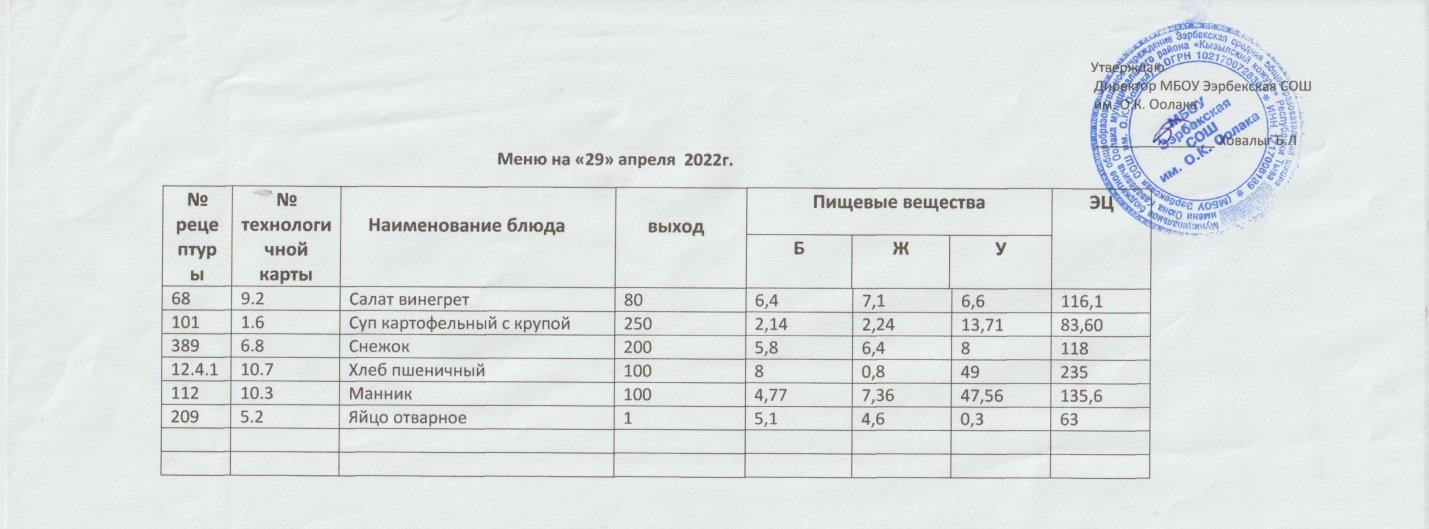 Утверждаю
Директор МБОУ Ээрбекская СОШ
им. О.К. Оолака
Ховалыг Б.Л
МБОУ
Ээрбекская
СОШ
им. О.К. Оолака
Меню на «29» апреля 2022г.
№ рецептуры № технологичной карты Наименование блюда выход Пищевые вещества ЭЦ
Б Ж У
68 9.2 Салат винегрет 80 6,4 7,1 6,6 116,1
101 1.6 Суп картофельный с крупой 250 2,14 2,24 13,71 83,60
389 6.8 Снежок 200 5,8 6,4 8 118
12.4.1 10.7 Хлеб пшеничный 100 8 0,8 49 235
112 10.3 Манник 100 4,77 7,36 47,56 135,6
209 5.2 Яйцо отварное 1 5,1 4,6 0,3 63